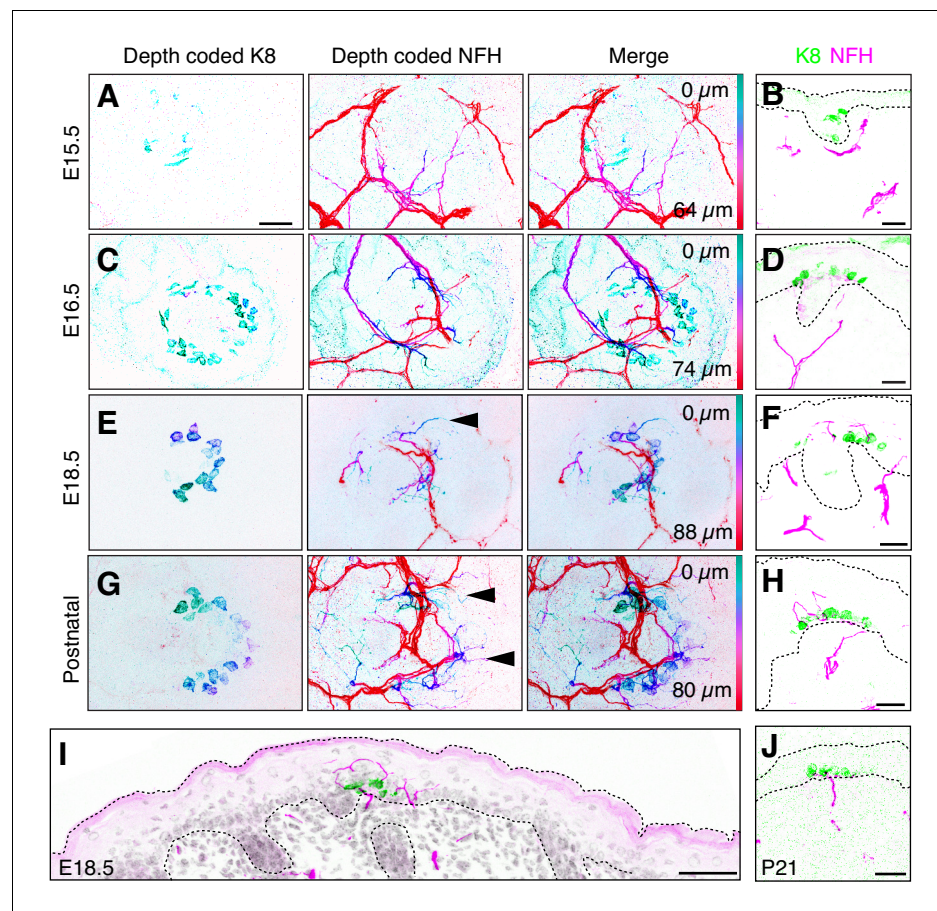 Depth coded K8 Depth coded NFH Merge K8 NFH
A 0 µm B
E15.5
64 µm
C 0 µm D
E16.5
74 µm
E 0 µm F
E18.5
88 µm
G 0 µm H
Postnatal
80 µm
I J
E18.5 P21